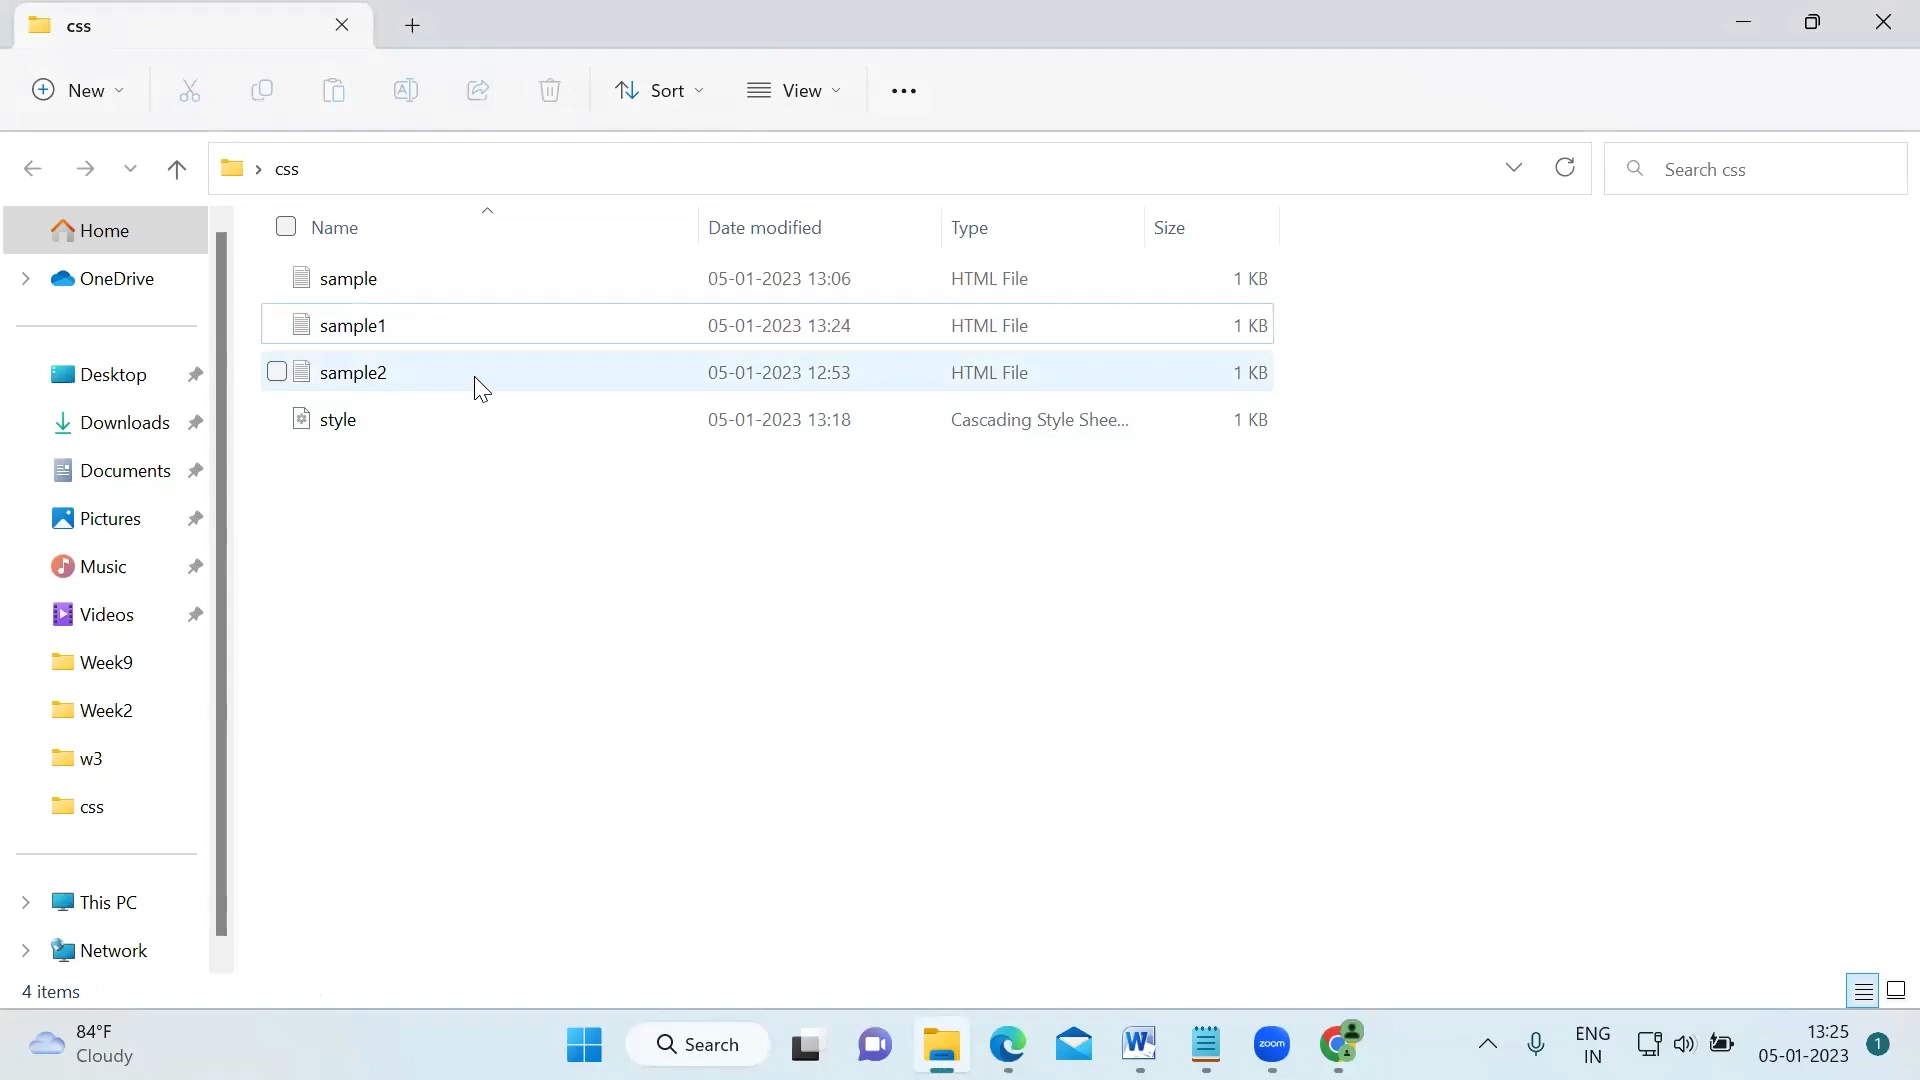 css
New
Sort
View
css
Search css
Name Date modified Type Size
sample 05-01-2023 13:06 HTML File 1 KB
sample1 05-01-2023 13:24 HTML File 1 KB
sample2 05-01-2023 12:53 HTML File 1 KB
style 05-01-2023 13:18 Cascading Style Shee... 1 KB
Home
OneDrive
Desktop
Downloads
Documents
Pictures
Music
Videos
Week9
Week2
w3
css
This PC
Network
4 items
84°F
Cloudy
Search
W
zoom
ENG
IN
13:25
05-01-2023
1